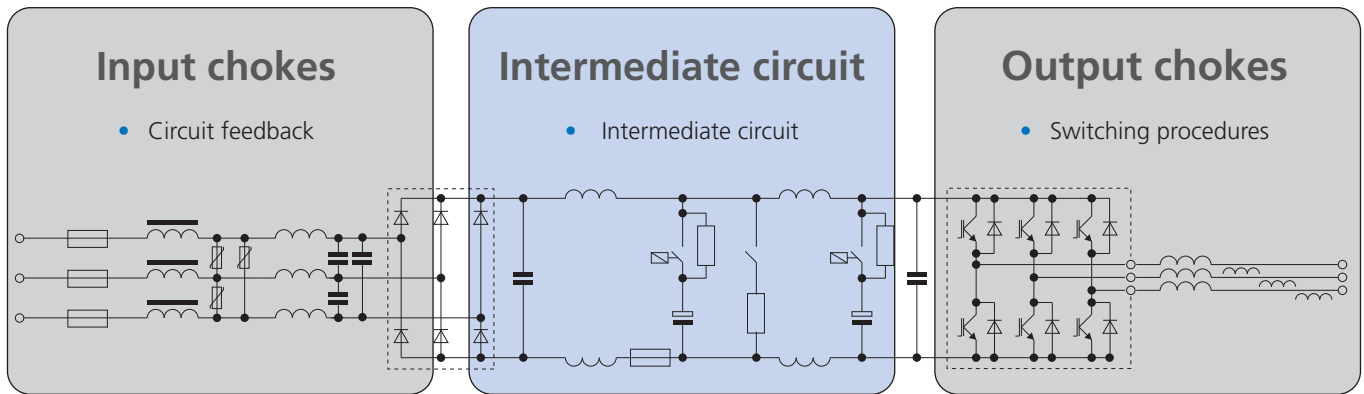 Input chokes
• Circuit feedback
Intermediate circuit
• Intermediate circuit
Output chokes
• Switching procedures